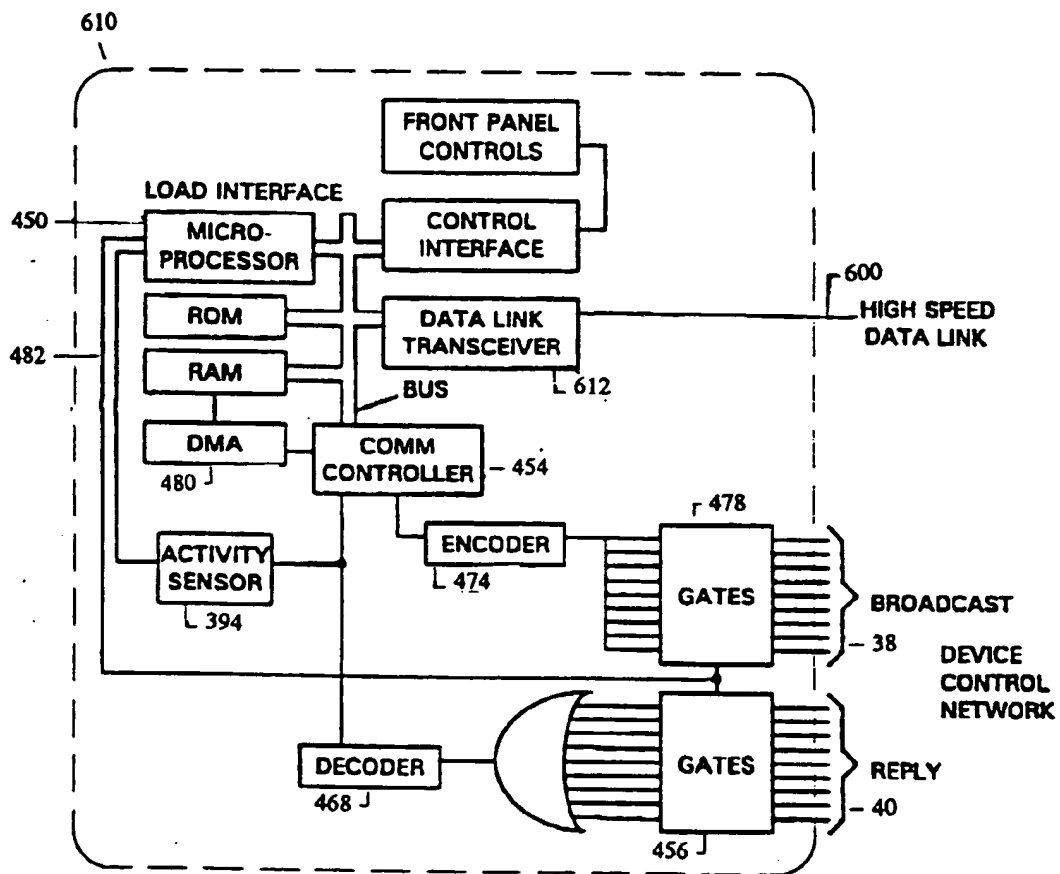 610
FRONT PANEL
CONTROLS
LOAD INTERFACE
450
MICRO-
PROCESSOR
CONTROL
INTERFACE
600
HIGH SPEED
DATA LINK
ROM
DATA LINK
TRANSCEIVER
612
482
RAM
BUS
DMA
480
COMM
CONTROLLER
454
478
ENCODER
474
ACTIVITY
SENSOR
394
GATES
BROADCAST
38
DEVICE
CONTROL
NETWORK
DECODER
468
GATES
REPLY
40
456